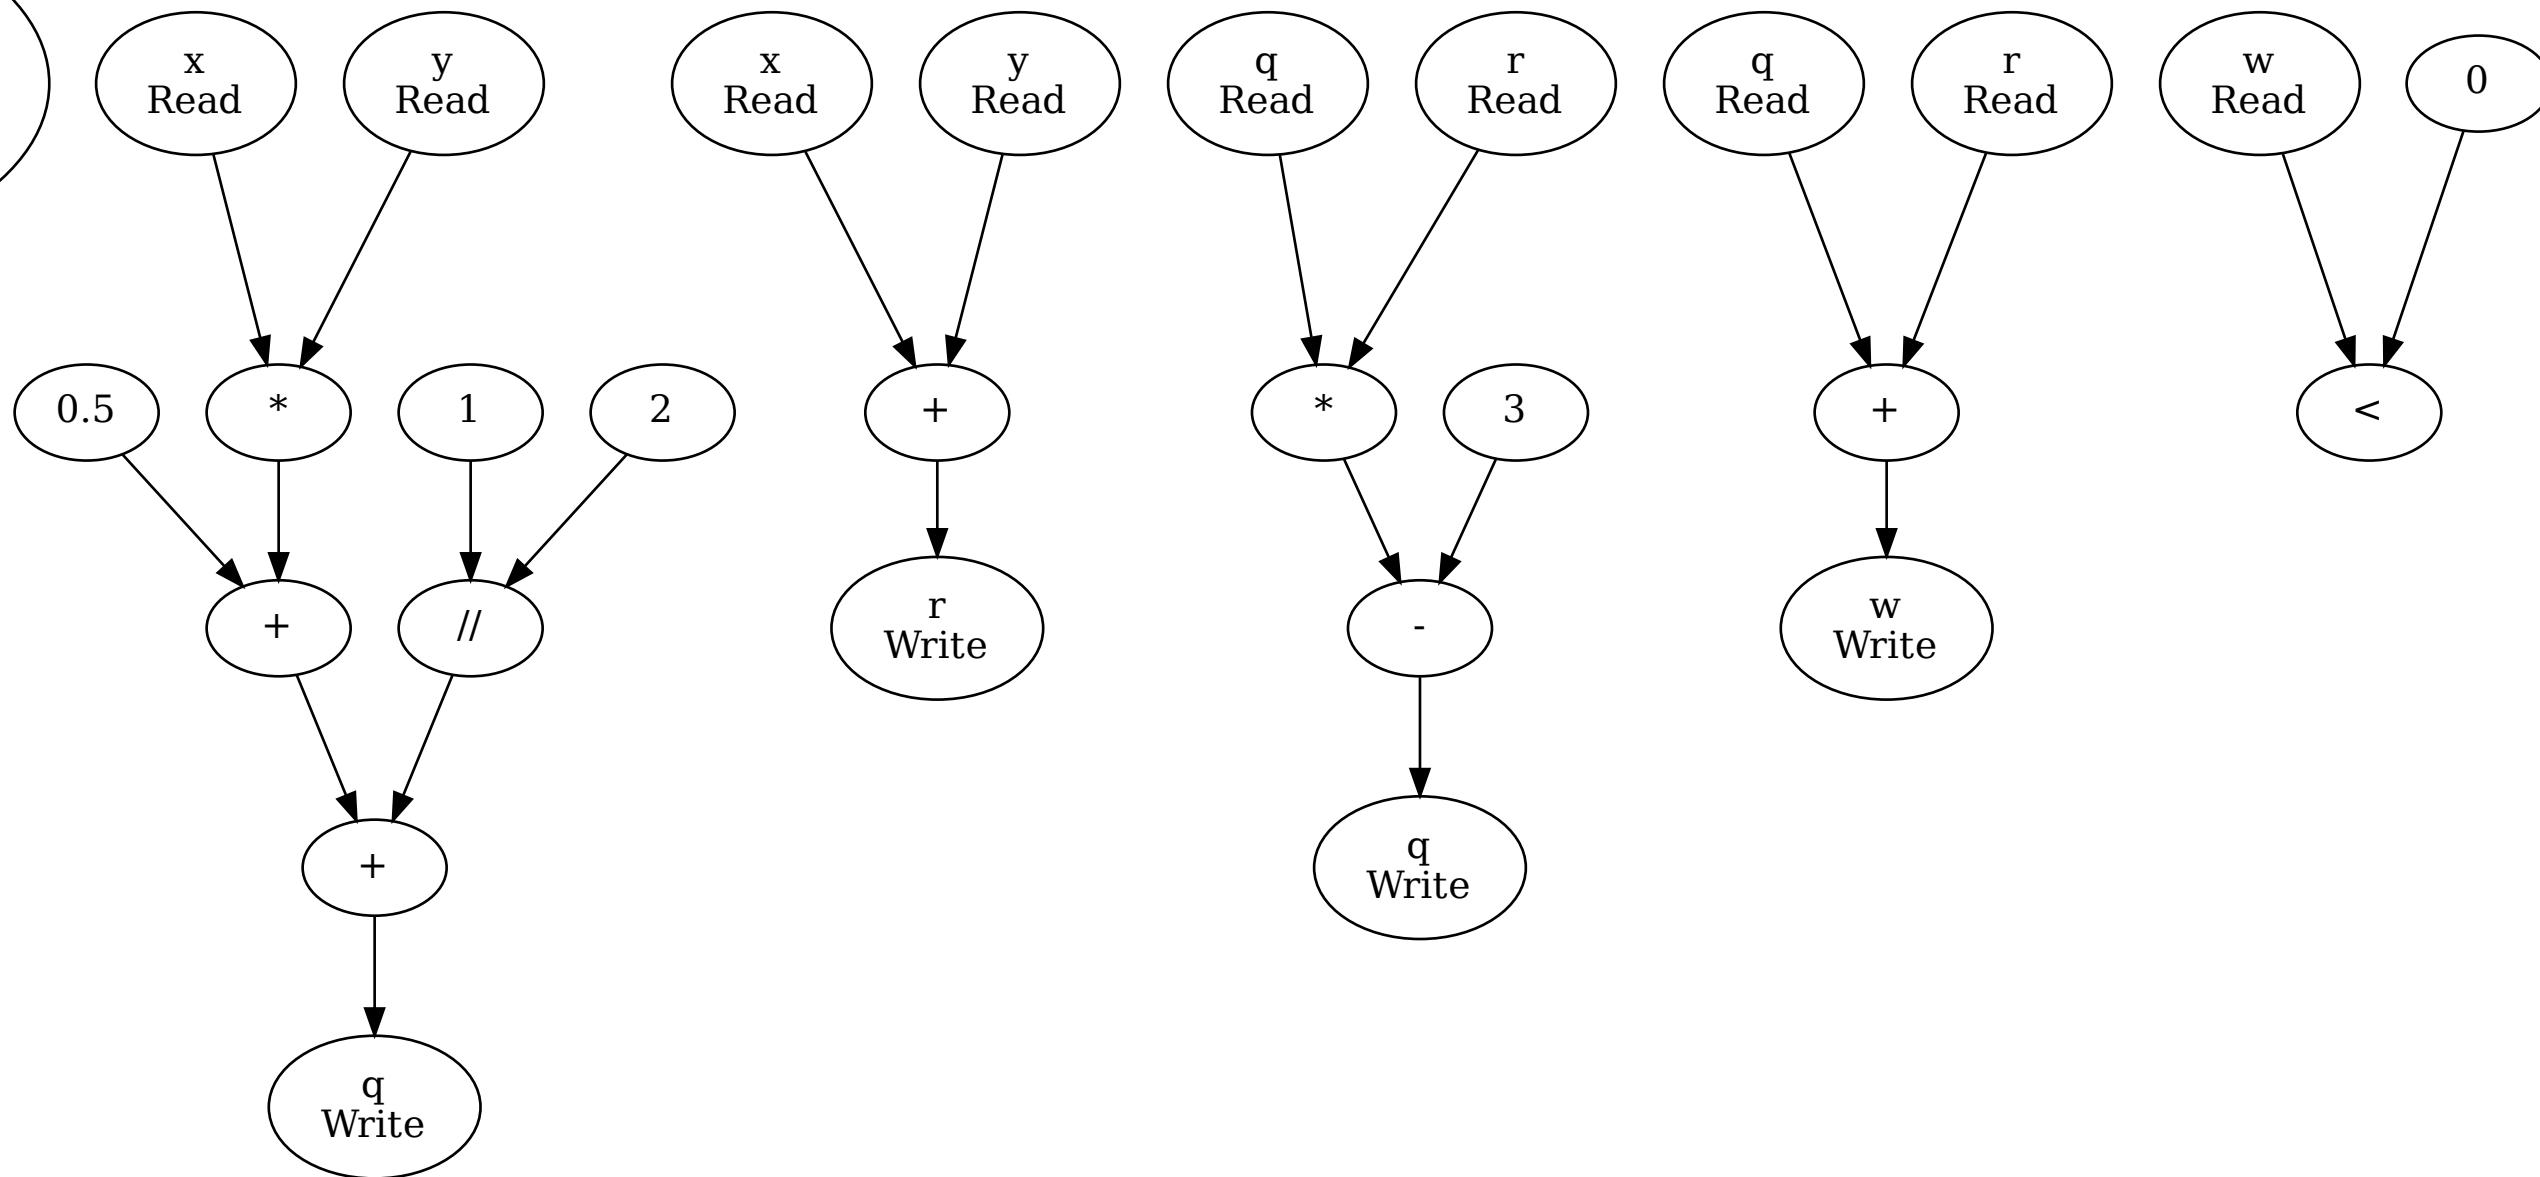 x
Read
y
Read
x
Read
y
Read
q
Read
r
Read
q
Read
r
Read
w
Read
0
0.5
*
1
2
+
*
3
+
<
+
//
r
Write
-
w
Write
+
q
Write
q
Write